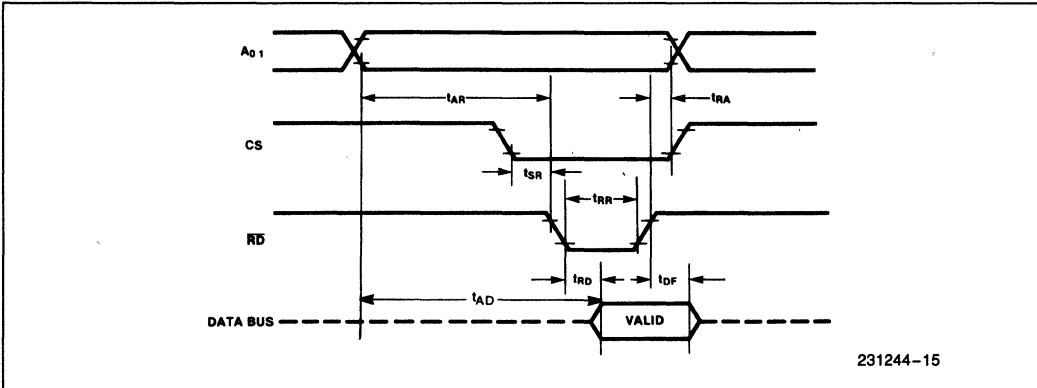 A0 1
tAR
tRA
CS
tSR
tRR
RD
tRD
tDF
tAD
DATA BUS
VALID
231244-15